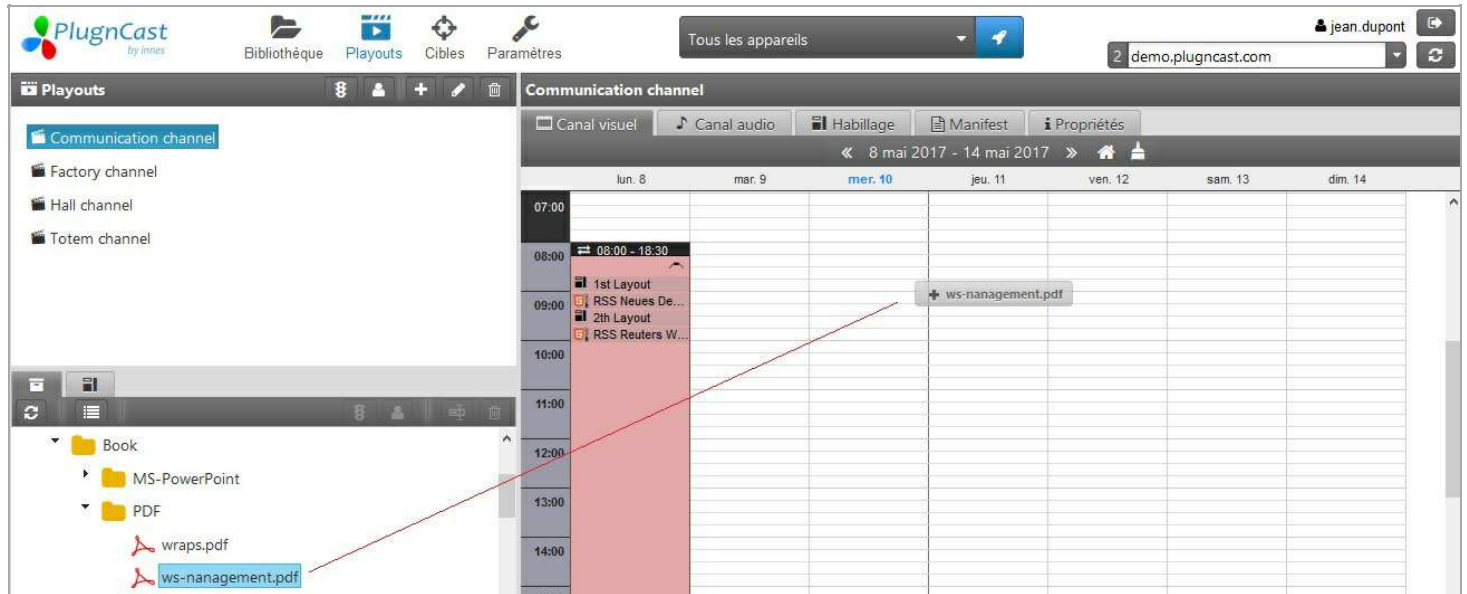 PlugnCast
by innes
Bibliothèque
Playouts
Cibles
Paramètres
Tous les appareils
jean.dupont
2 demo.plugncast.com
Playouts
Communication channel
Factory channel
Hall channel
Totem channel
Book
MS-PowerPoint
PDF
wraps.pdf
ws-nanagement.pdf
Communication channel
Canal visuel
Canal audio
Habillage
Manifest
Propriétés
« 8 mai 2017 - 14 mai 2017 »
lun. 8
mar. 9
mer. 10
jeu. 11
ven. 12
sam. 13
dim. 14
07:00
08:00
09:00
10:00
11:00
12:00
13:00
14:00
08:00 - 18:30
1st Layout
RSS Neues De...
2th Layout
RSS Reuters W...
ws-nanagement.pdf